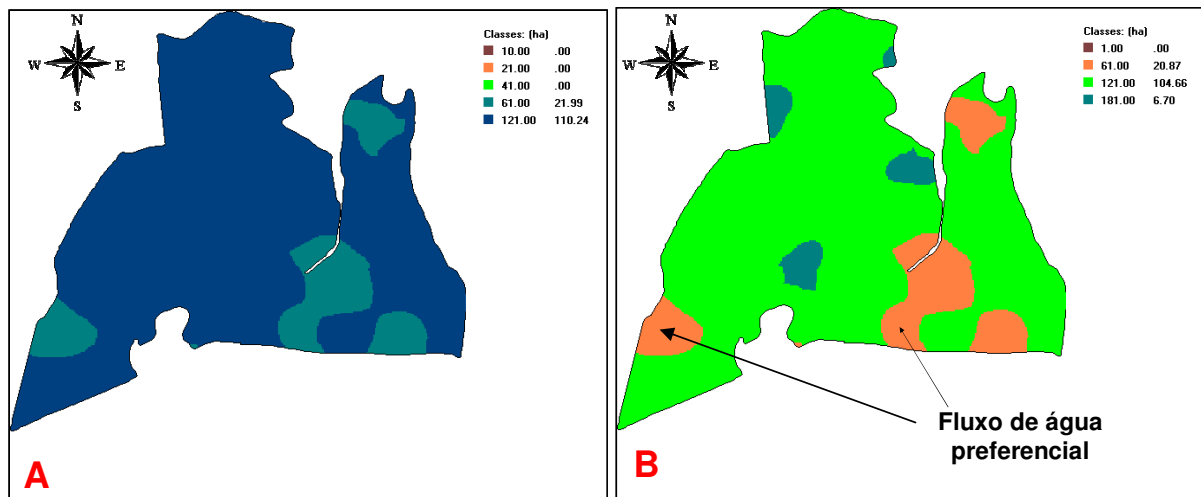 N
W E
S
Classes: (ha)
10.00 .00
21.00 .00
41.00 .00
61.00 21.99
121.00 110.24
A
N
W E
S
Classes: (ha)
1.00 .00
61.00 20.87
121.00 104.66
181.00 6.70
Fluxo de água
preferencial
B